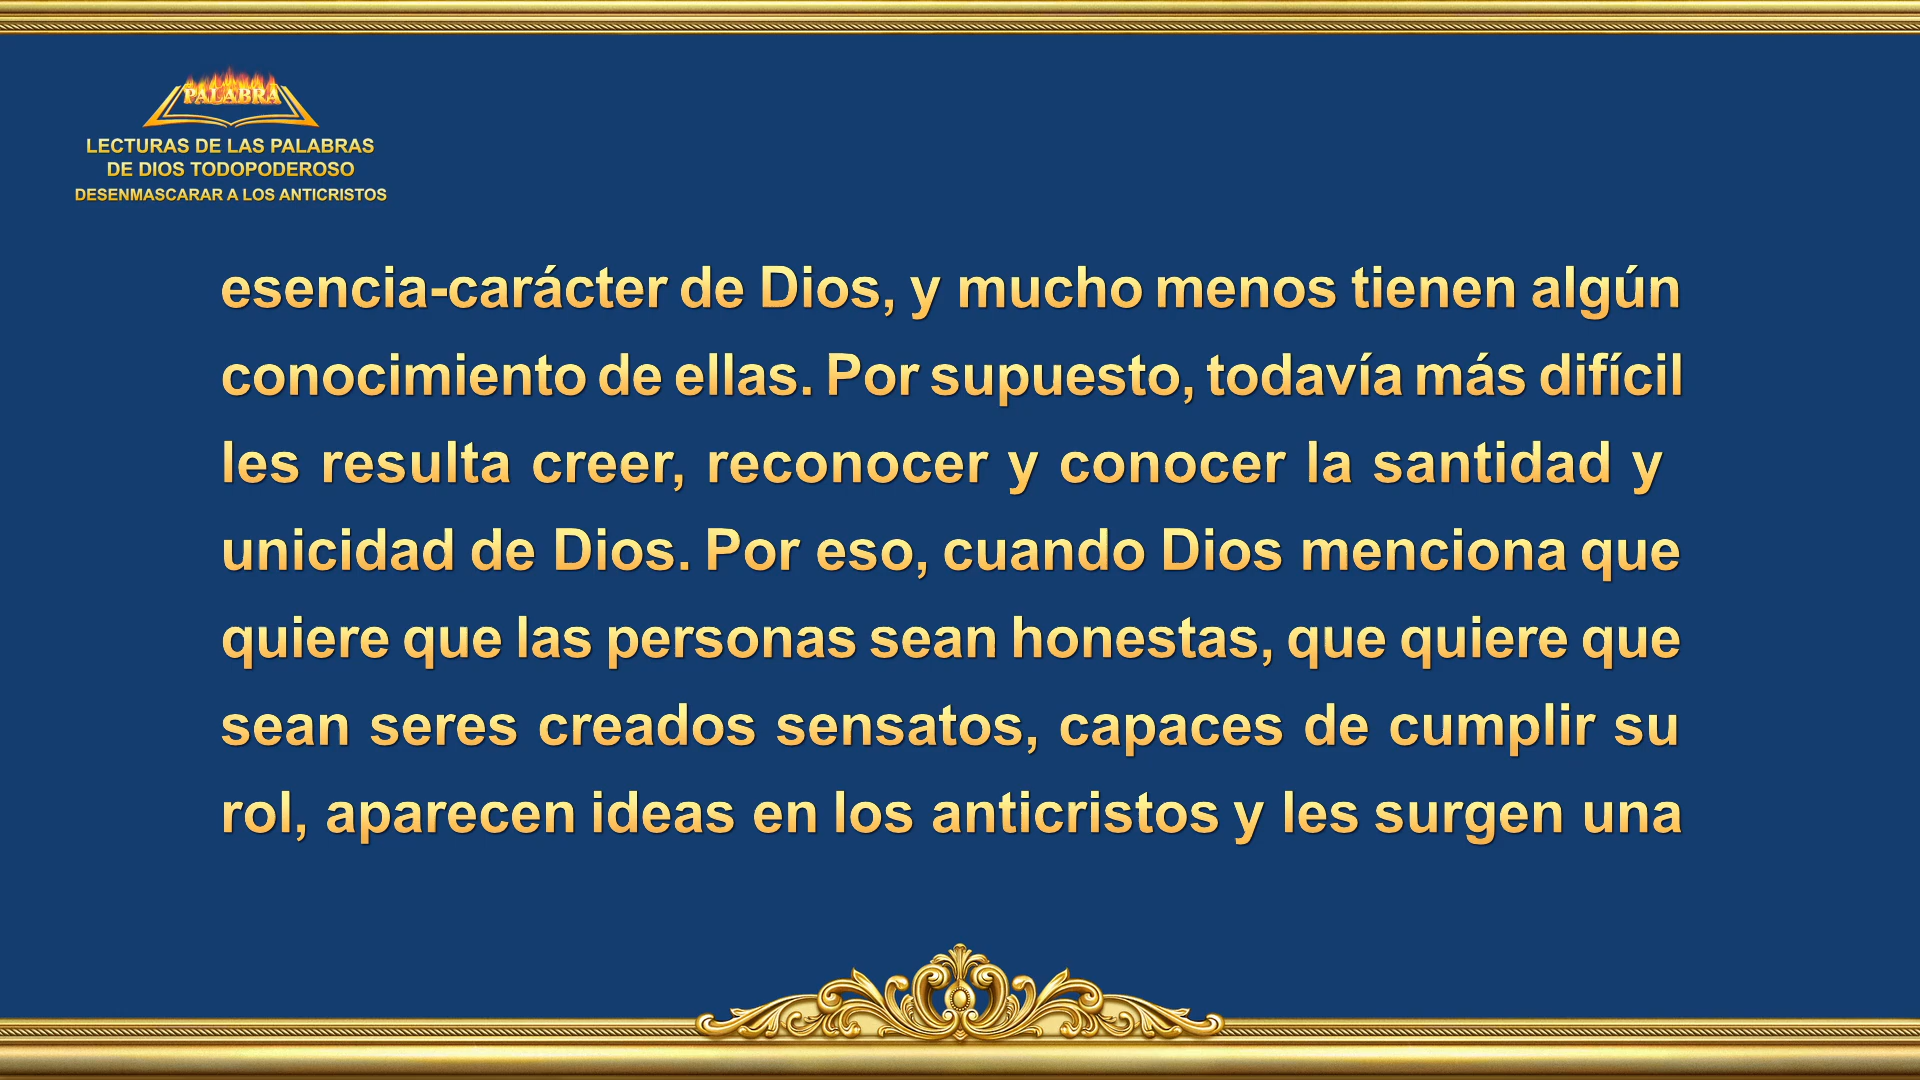 PALABRA
LECTURAS DE LAS PALABRAS
DE DIOS TODOPODEROSO
DESENMASCARAR A LOS ANTICRISTOS
esencia-carácter de Dios, y mucho menos tienen algún
conocimiento de ellas. Por supuesto, todavía más difícil
les resulta creer, reconocer y conocer la santidad y
unicidad de Dios. Por eso, cuando Dios menciona que
quiere que las personas sean honestas, que quiere que
sean seres creados sensatos, capaces de cumplir su
rol, aparecen ideas en los anticristos y les surgen una